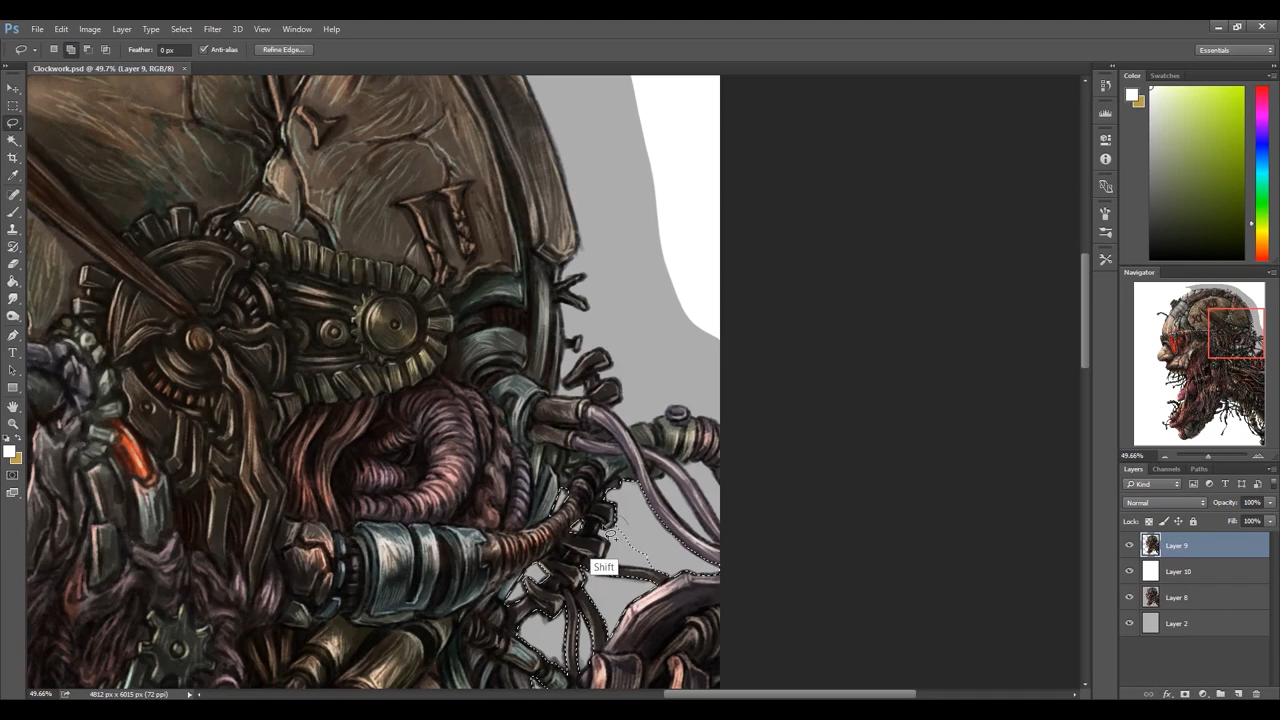 Ps File Edit Image Layer Type Select Filter 3D View Window Help
Feather: 0 px Anti-alias Refine Edge... Essentials
Clockwork.psd @ 49.7% (Layer 9, RGB/8) ×
Color Swatches
Navigator
II
Shift
49.66%
Layers Channels Paths
Kind
Normal Opacity: 100%
Lock: Fill: 100%
Layer 9
Layer 10
Layer 8
Layer 2
49.66% 4812 px x 6015 px (72 ppi)
fx